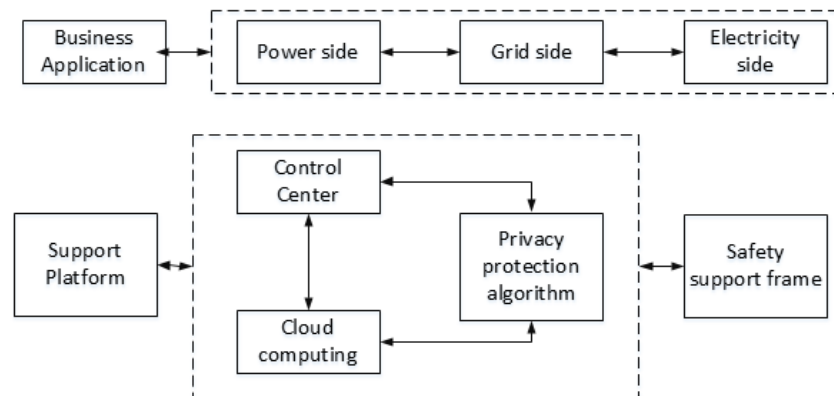 Business
Application
Power side
Grid side
Electricity
side
Control
Center
Support
Platform
Privacy
protection
algorithm
Safety
support frame
Cloud
computing